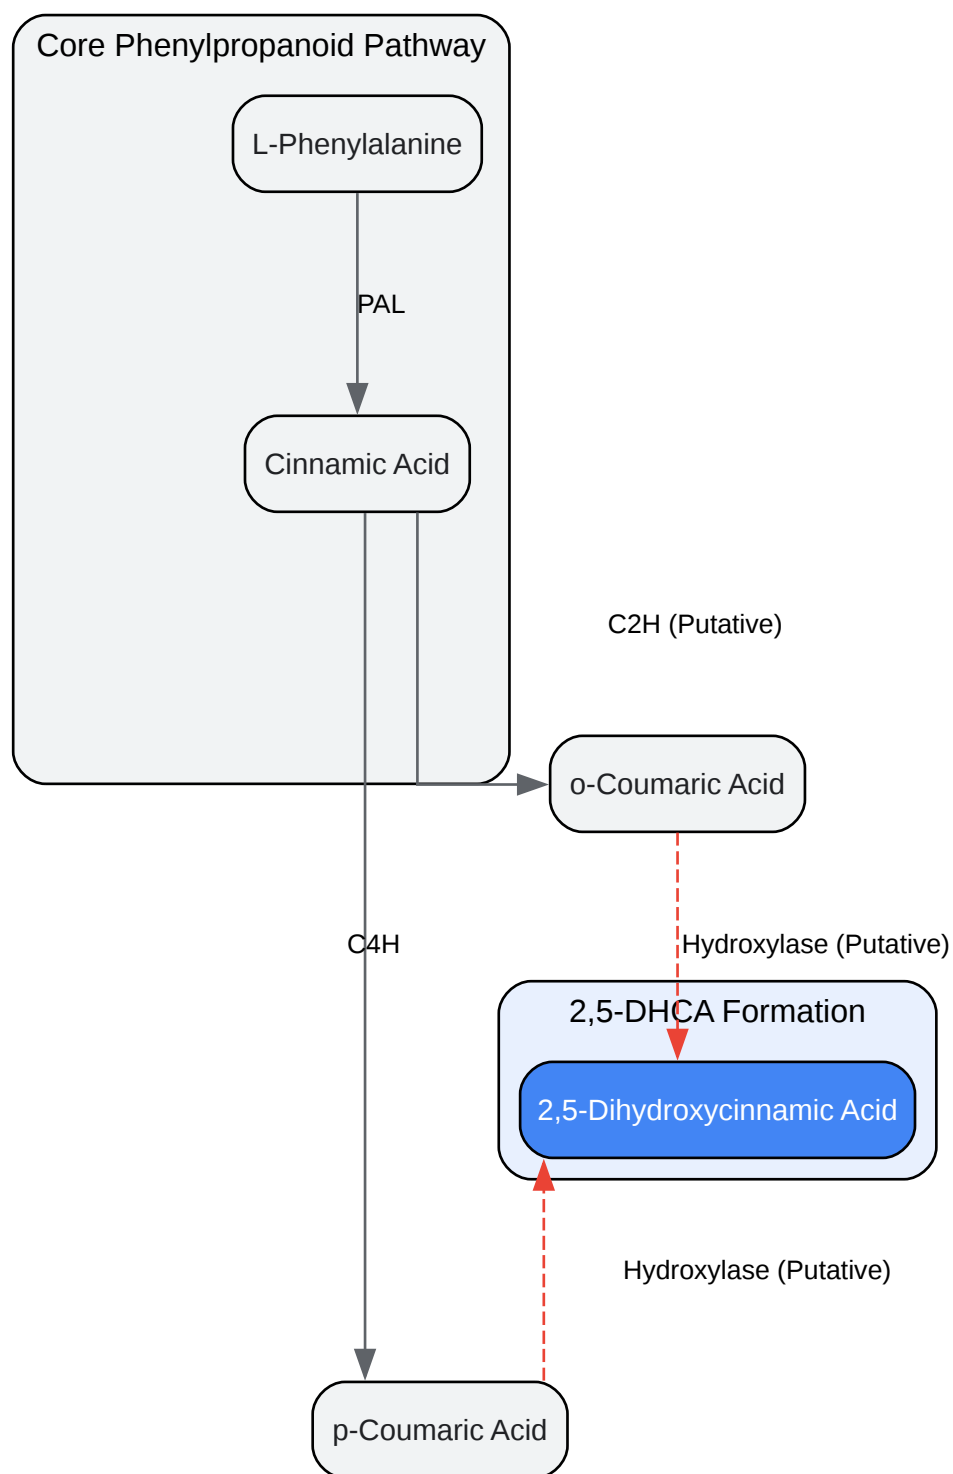 Core Phenylpropanoid Pathway
L-Phenylalanine
PAL
Cinnamic Acid
C2H (Putative)
o-Coumaric Acid
C4H
Hydroxylase (Putative)
2,5-DHCA Formation
2,5-Dihydroxycinnamic Acid
Hydroxylase (Putative)
p-Coumaric Acid